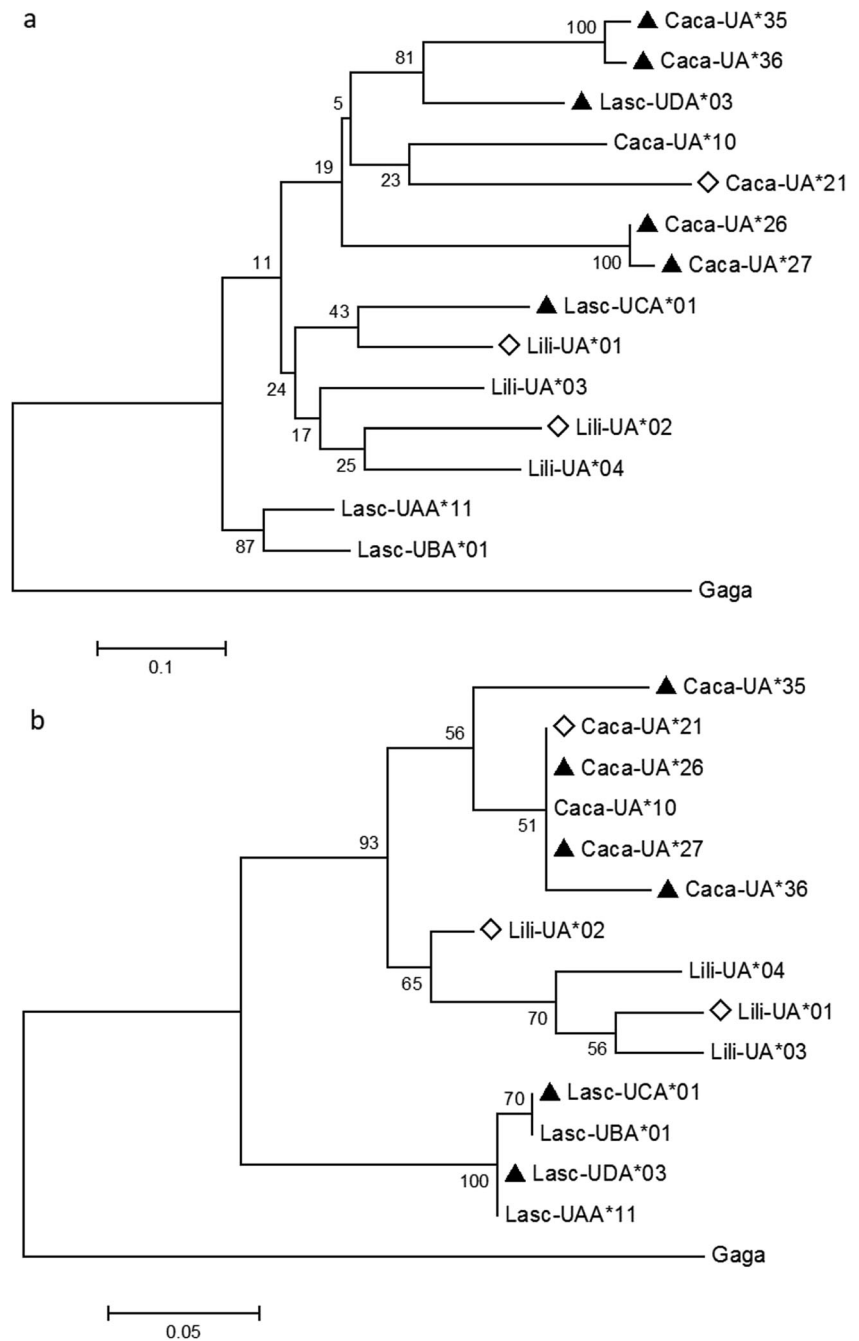 a
100
Caca-UA*35
Caca-UA*36
81
Lasc-UDA*03
5
Caca-UA*10
23
Caca-UA*21
19
Caca-UA*26
100
Caca-UA*27
11
43
Lasc-UCA*01
Lili-UA*01
24
Lili-UA*03
17
Lili-UA*02
25
Lili-UA*04
Lasc-UAA*11
87
Lasc-UBA*01
Gaga
0.1
b
Caca-UA*35
56
Caca-UA*21
Caca-UA*26
Caca-UA*10
51
Caca-UA*27
93
Caca-UA*36
Lili-UA*02
65
Lili-UA*04
70
Lili-UA*01
56
Lili-UA*03
70
Lasc-UCA*01
Lasc-UBA*01
100
Lasc-UDA*03
Lasc-UAA*11
Gaga
0.05